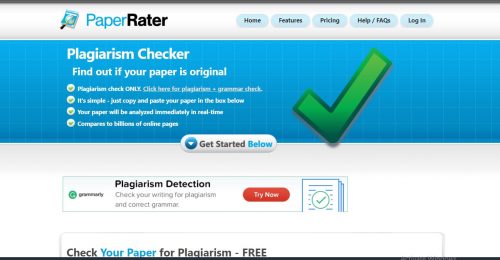 PaperRater
Home
Features
Pricing
Help / FAQs
Log In
Plagiarism Checker
Find out if your paper is original
Plagiarism check ONLY. Click here for plagiarism + grammar check.
It's simple - just copy and paste your paper in the box below
Your paper will be analyzed immediately in real-time
Compares to billions of online pages
Get Started Below
grammarly
Plagiarism Detection
Check your writing for plagiarism
and correct grammar.
Try Now
Check Your Paper for Plagiarism - FREE